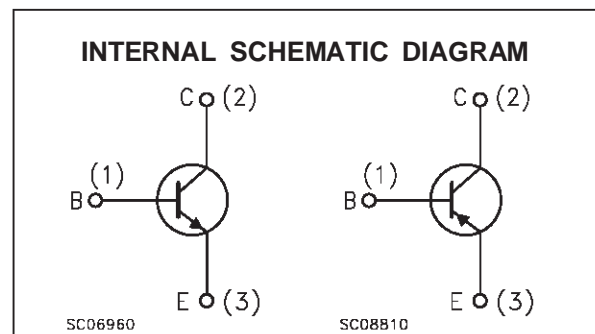 INTERNAL SCHEMATIC DIAGRAM
C (2)
C (2)
(1)
B
(1)
B
E (3)
E (3)
SC06960
SC08810